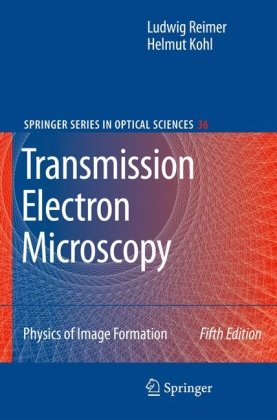 Ludwig Reimer
Helmut Kohl
SPRINGER SERIES IN OPTICAL SCIENCES 36
Transmission
Electron
Microscopy
Physics of Image Formation Fifth Edition
Springer